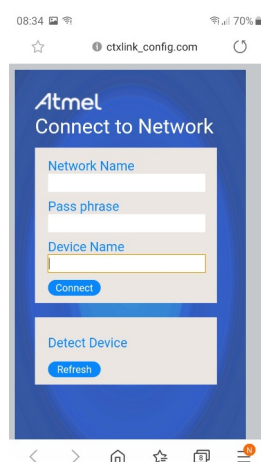 08:34 70%
ctxlink_config.com
Atmel
Connect to Network
Network Name
Pass phrase
Device Name
Connect
Detect Device
Refresh
8 N